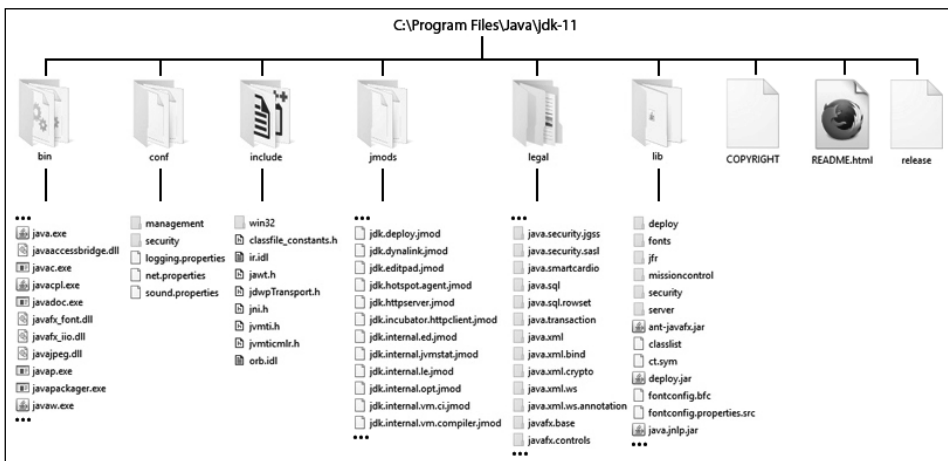 C:\Program Files\Java\jdk-11
bin
conf
include
jmods
legal
lib
COPYRIGHT
README.html
release
•••
java.exe
javaaccessbridge.dll
javac.exe
javacpl.exe
javadoc.exe
javafx_font.dll
javafx_iio.dll
javajpeg.dll
javap.exe
javapackager.exe
javaw.exe
•••
management
security
logging.properties
net.properties
sound.properties
win32
classfile_constants.h
ir.idl
jawt.h
jdwpTransport.h
jni.h
jvmti.h
jvmticmlr.h
orb.idl
•••
jdk.deploy.jmod
jdk.dynalink.jmod
jdk.editpad.jmod
jdk.hotspot.agent.jmod
jdk.httpserver.jmod
jdk.incubator.httpclient.jmod
jdk.internal.ed.jmod
jdk.internal.jvmstat.jmod
jdk.internal.le.jmod
jdk.internal.opt.jmod
jdk.internal.vm.ci.jmod
jdk.internal.vm.compiler.jmod
•••
•••
java.security.jgss
java.security.sasl
java.smartcardio
java.sql
java.sql.rowset
java.transaction
java.xml
java.xml.bind
java.xml.crypto
java.xml.ws
java.xml.ws.annotation
javafx.base
javafx.controls
•••
deploy
fonts
jfr
missioncontrol
security
server
ant-javafx.jar
classlist
ct.sym
deploy.jar
fontconfig.bfc
fontconfig.properties.src
java.jnlp.jar
•••